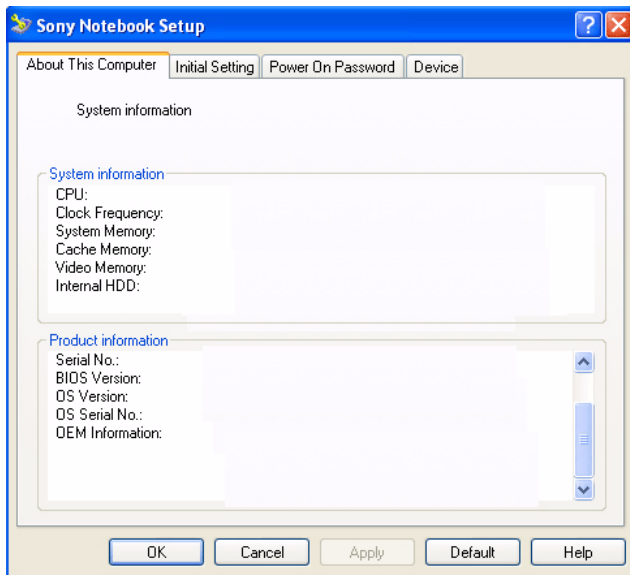 Sony Notebook Setup
About This Computer Initial Setting Power On Password Device
System information
System information
CPU:
Clock Frequency:
System Memory:
Cache Memory:
Video Memory:
Internal HDD:
Product information
Serial No.:
BIOS Version:
OS Version:
OS Serial No.:
OEM Information:
OK Cancel Apply Default Help